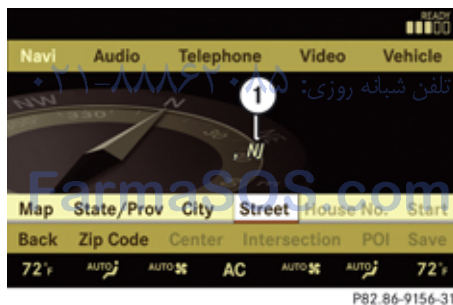 READY
Navi Audio Telephone Video Vehicle
تلفن شبانه روزی: ۰۲۱-۸۸۸۶۲۰۸۵
NW 330° N
1
NJ
FarmaSOS.com
Map State/Prov City Street House No. Start
Back Zip Code Center Intersection POI Save
72°F AUTO AUTO AC AUTO AUTO 72°F
P82.86-9156-31